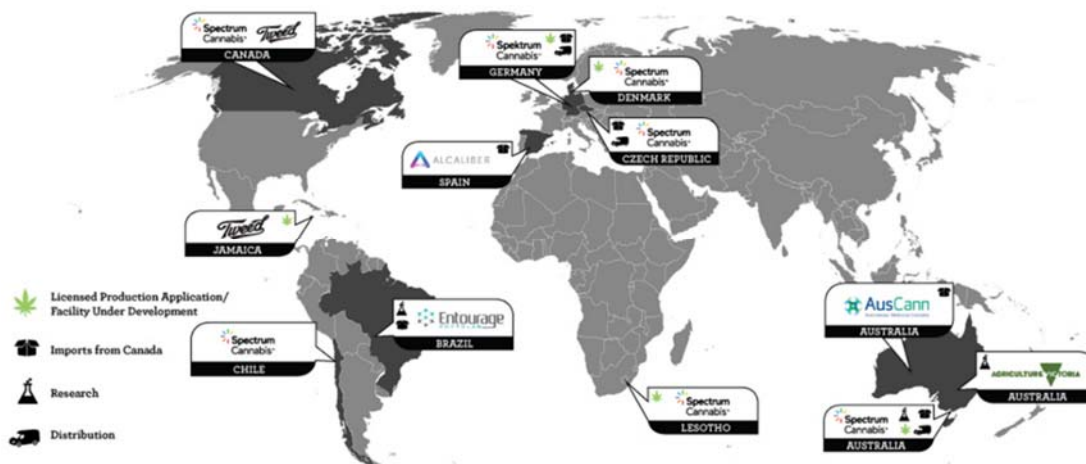 Spectrum Cannabis
Tweed
CANADA
Spektrum Cannabis
GERMANY
Spectrum Cannabis
DENMARK
Spectrum Cannabis
CZECH REPUBLIC
ALCALIBER
SPAIN
Tweed
JAMAICA
Licensed Production Application/
Facility Under Development
Imports from Canada
Research
Distribution
Spectrum Cannabis
CHILE
Entourage
BRAZIL
Spectrum Cannabis
LESOTHO
AusCann
AUSTRALIA
AGRICULTURE VICTORIA
AUSTRALIA
Spectrum Cannabis
AUSTRALIA